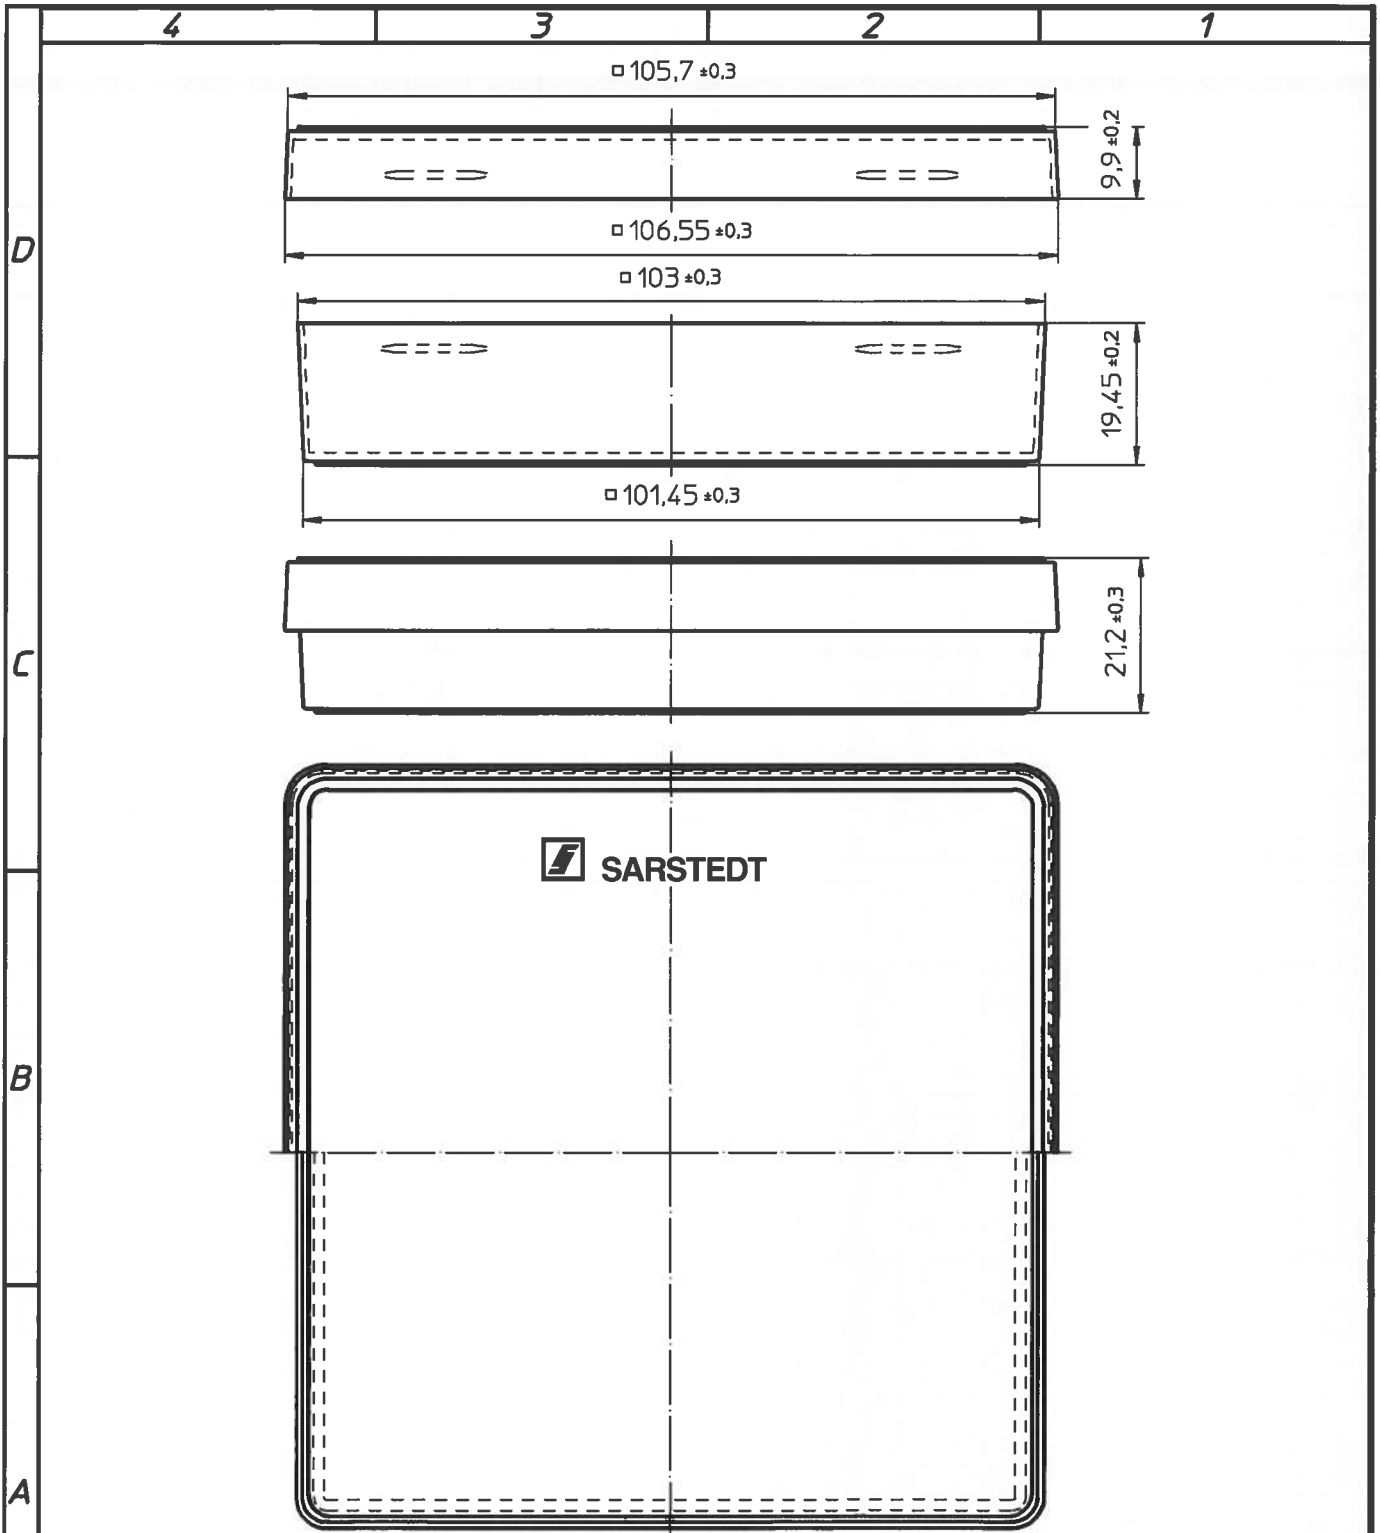 4 3 2 1
□ 105,7 ±0,3
9,9 ±0,2
□ 106,55 ±0,3
D
□ 103 ±0,3
19,45 ±0,2
□ 101,45 ±0,3
21,2 ±0,3
C
SARSTEDT
B
A